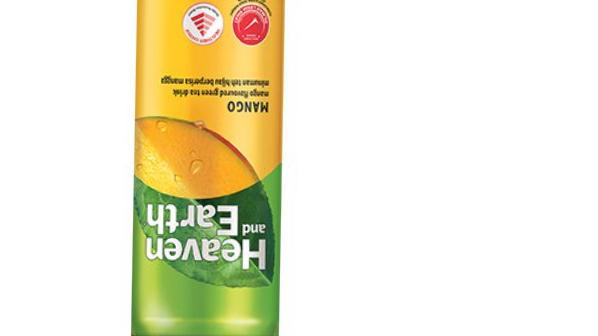 Heaven
and Earth
MANGO
mango flavoured green tea drink
minuman teh hijau berperisa mangga